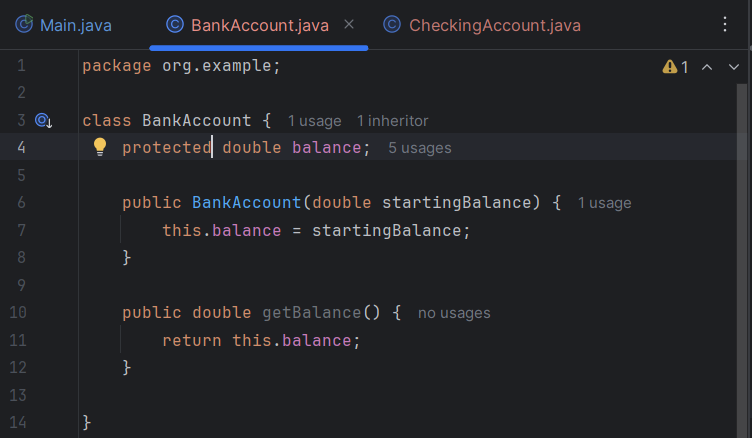 Main.java BankAccount.java CheckingAccount.java
1 package org.example; 1
2
3 class BankAccount { 1 usage 1 inheritor
4 protected double balance; 5 usages
5
6 public BankAccount(double startingBalance) { 1 usage
7 this.balance = startingBalance;
8 }
9
10 public double getBalance() { no usages
11 return this.balance;
12 }
13
14 }